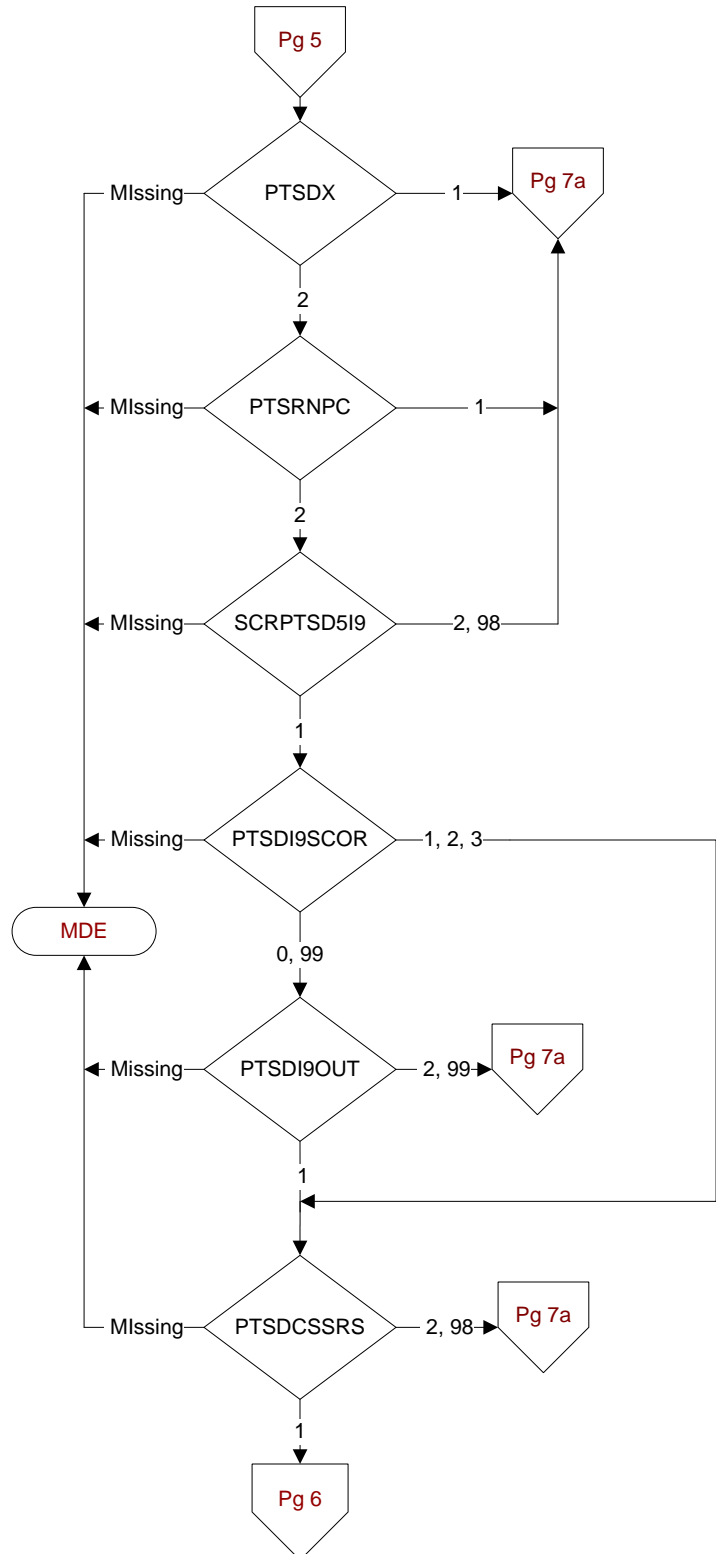 Pg 5
MIssing
PTSDX
1
Pg 7a
2
MIssing
PTSRNPC
1
2
MIssing
SCRPTSD5I9
2, 98
1
Missing
PTSDI9SCOR
1, 2, 3
MDE
0, 99
Missing
PTSDI9OUT
2, 99
Pg 7a
1
MIssing
PTSDCSSRS
2, 98
Pg 7a
1
Pg 6